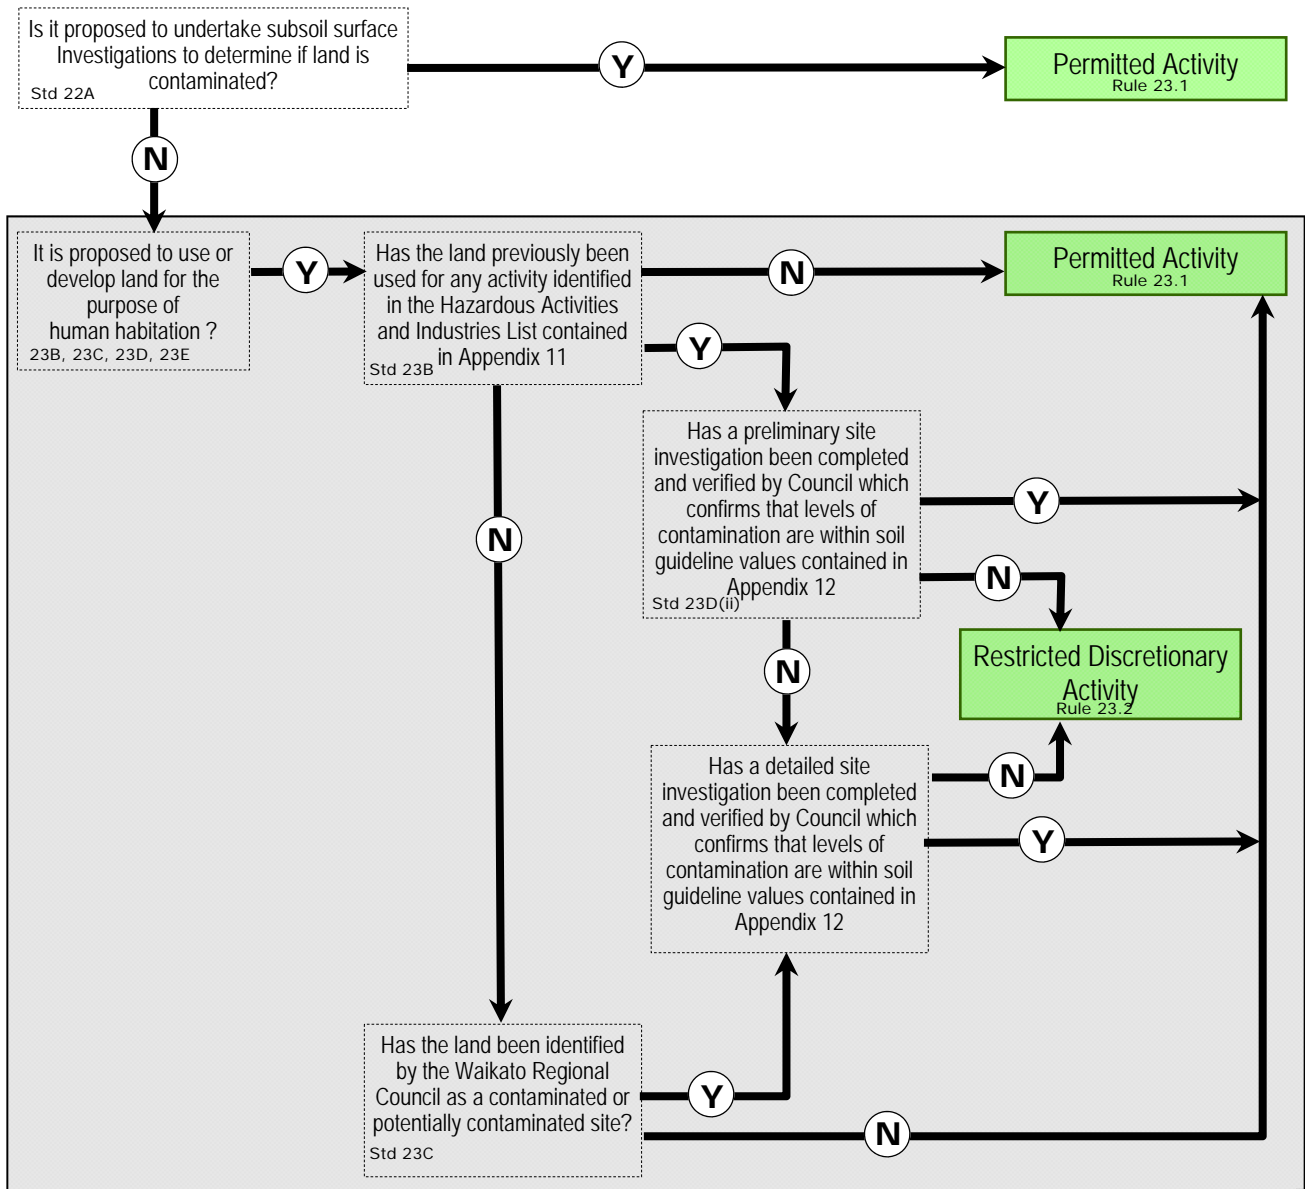 Is it proposed to undertake subsoil surface
Investigations to determine if land is
contaminated?
Std 22A
Y
Permitted Activity
Rule 23.1
N
It is proposed to use or
develop land for the
purpose of
human habitation ?
23B, 23C, 23D, 23E
Y
Has the land previously been
used for any activity identified
in the Hazardous Activities
and Industries List contained
in Appendix 11
Std 23B
N
Permitted Activity
Rule 23.1
Y
Has a preliminary site
investigation been completed
and verified by Council which
confirms that levels of
contamination are within soil
guideline values contained in
Appendix 12
Std 23D(ii)
Y
N
N
Restricted Discretionary
Activity
Rule 23.2
N
Has a detailed site
investigation been completed
and verified by Council which
confirms that levels of
contamination are within soil
guideline values contained in
Appendix 12
N
Y
Has the land been identified
by the Waikato Regional
Council as a contaminated or
potentially contaminated site?
Std 23C
Y
N